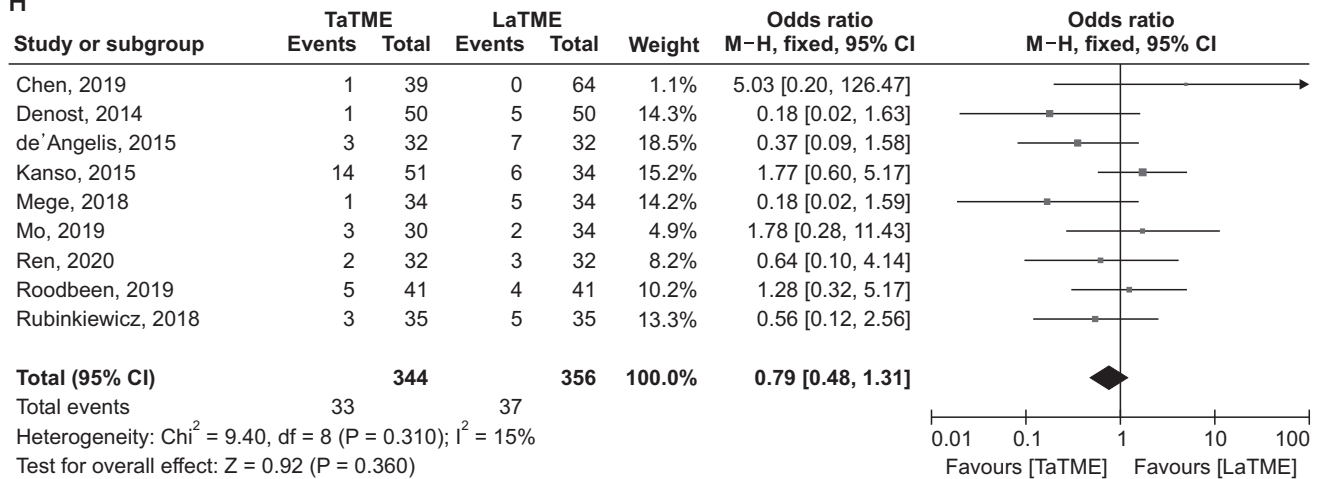 H
TaTME LaTME Odds ratio Odds ratio
Study or subgroup Events Total Events Total Weight M−H, fixed, 95% CI M−H, fixed, 95% CI
Chen, 2019 1 39 0 64 1.1% 5.03 [0.20, 126.47]
Denost, 2014 1 50 5 50 14.3% 0.18 [0.02, 1.63]
de'Angelis, 2015 3 32 7 32 18.5% 0.37 [0.09, 1.58]
Kanso, 2015 14 51 6 34 15.2% 1.77 [0.60, 5.17]
Mege, 2018 1 34 5 34 14.2% 0.18 [0.02, 1.59]
Mo, 2019 3 30 2 34 4.9% 1.78 [0.28, 11.43]
Ren, 2020 2 32 3 32 8.2% 0.64 [0.10, 4.14]
Roodbeen, 2019 5 41 4 41 10.2% 1.28 [0.32, 5.17]
Rubinkiewicz, 2018 3 35 5 35 13.3% 0.56 [0.12, 2.56]
Total (95% CI) 344 356 100.0% 0.79 [0.48, 1.31]
Total events 33 37
Heterogeneity: Chi² = 9.40, df = 8 (P = 0.310); I² = 15%
0.01 0.1 1 10 100
Test for overall effect: Z = 0.92 (P = 0.360)
Favours [TaTME] Favours [LaTME]